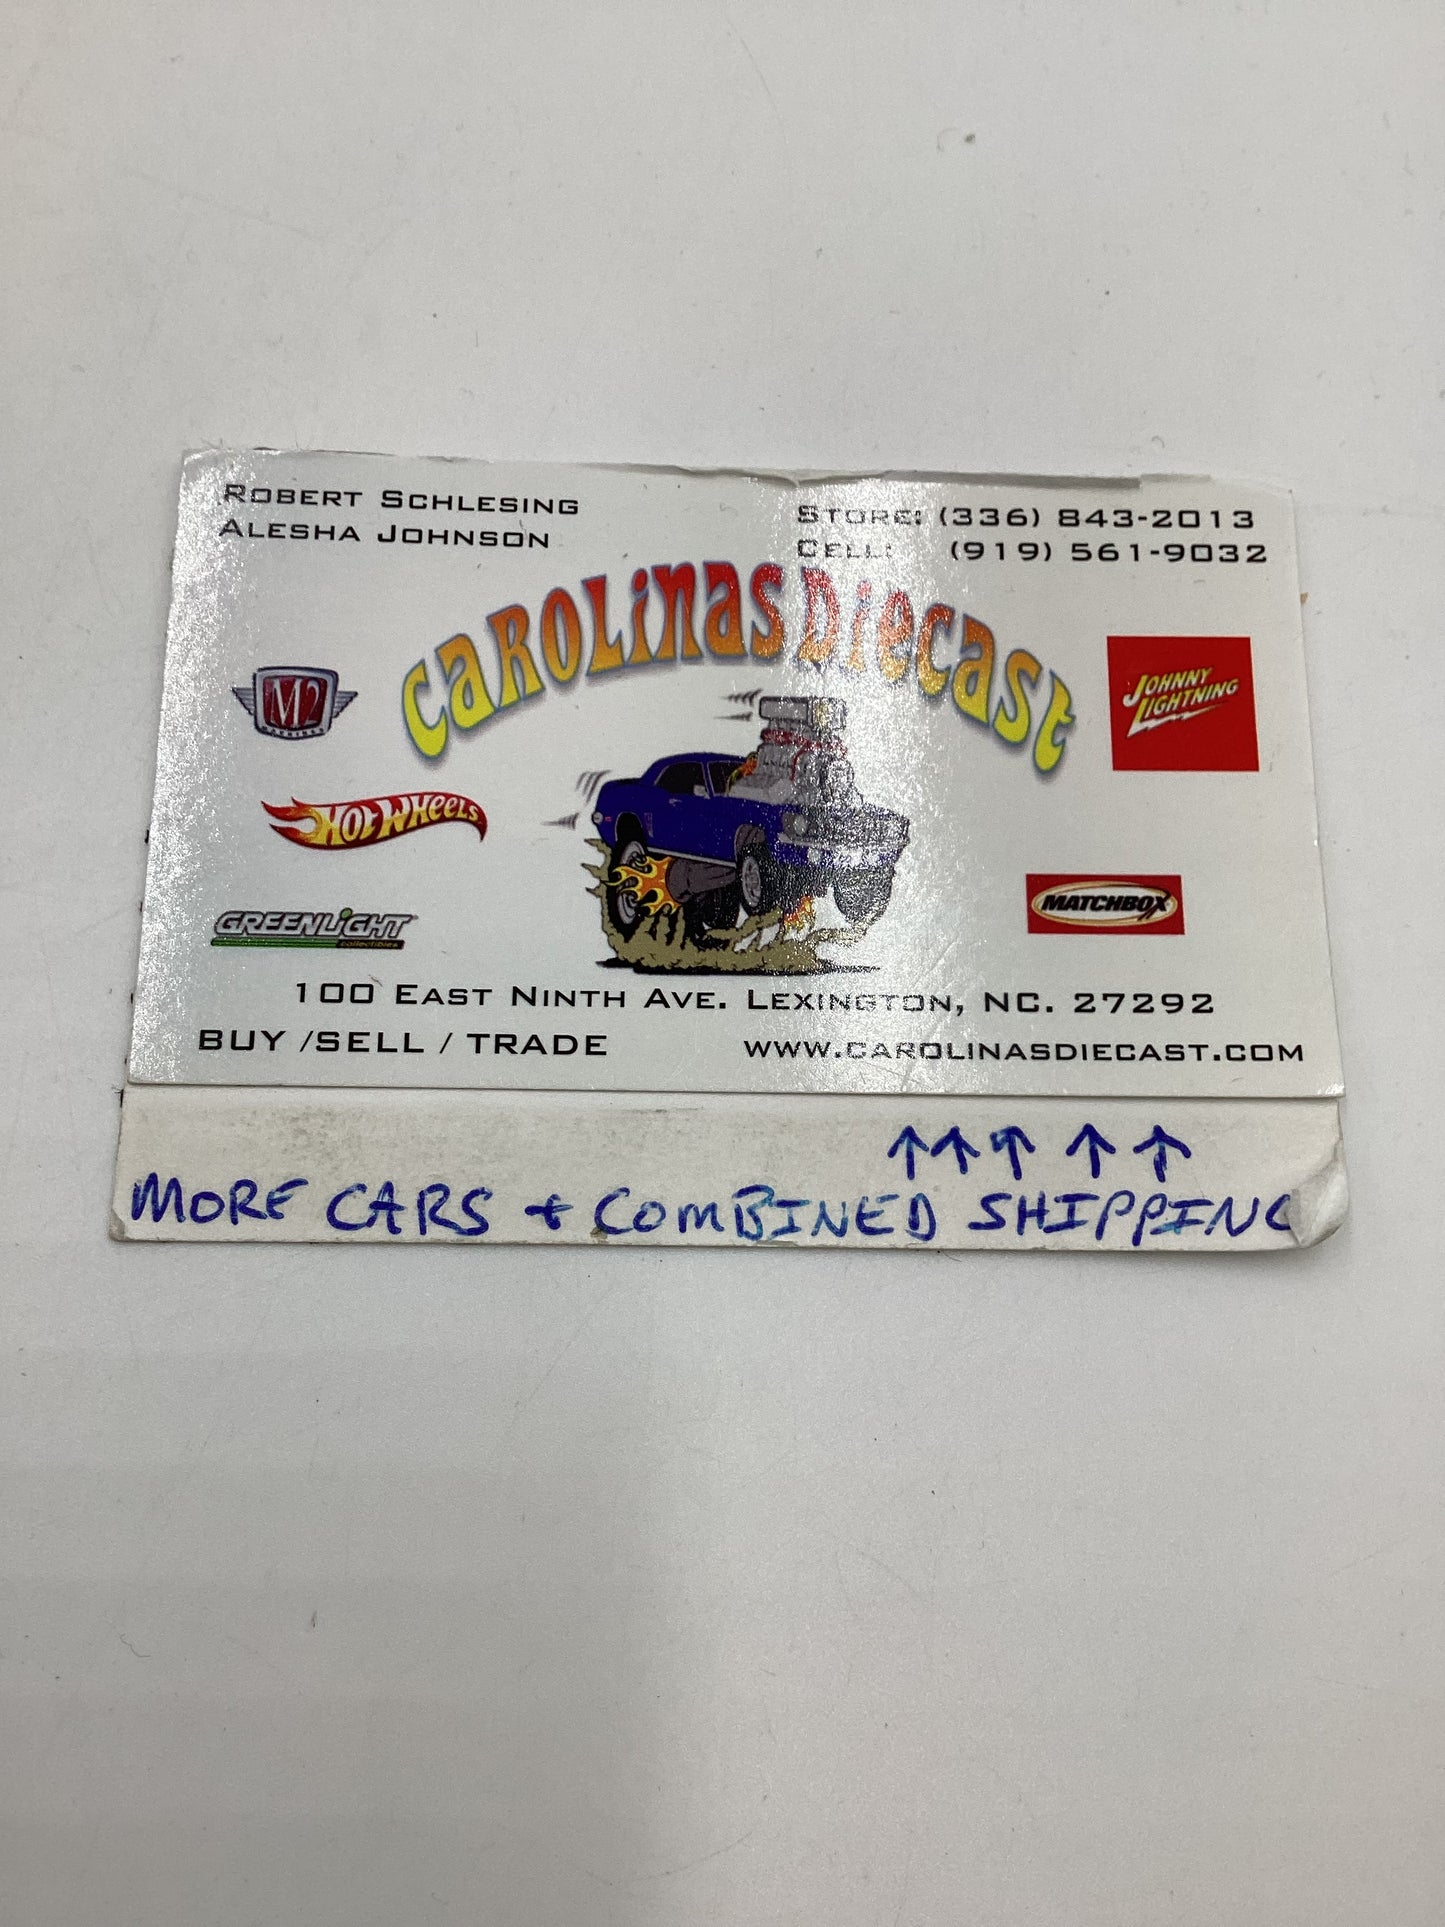 ROBERT SCHLESING
ALESHA JOHNSON
STORE: (336) 843-2013
CELL: (919) 561-9032
CAROLINAS DIECAST
M2
MACHINES
JOHNNY
LIGHTNING
HOT WHEELS
GREENLIGHT
collectibles
MATCHBOX
100 EAST NINTH AVE. LEXINGTON, NC. 27292
BUY /SELL / TRADE
WWW.CAROLINASDIECAST.COM
↑ ↑ ↑ ↑ ↑
MORE CARS + COMBINED SHIPPING